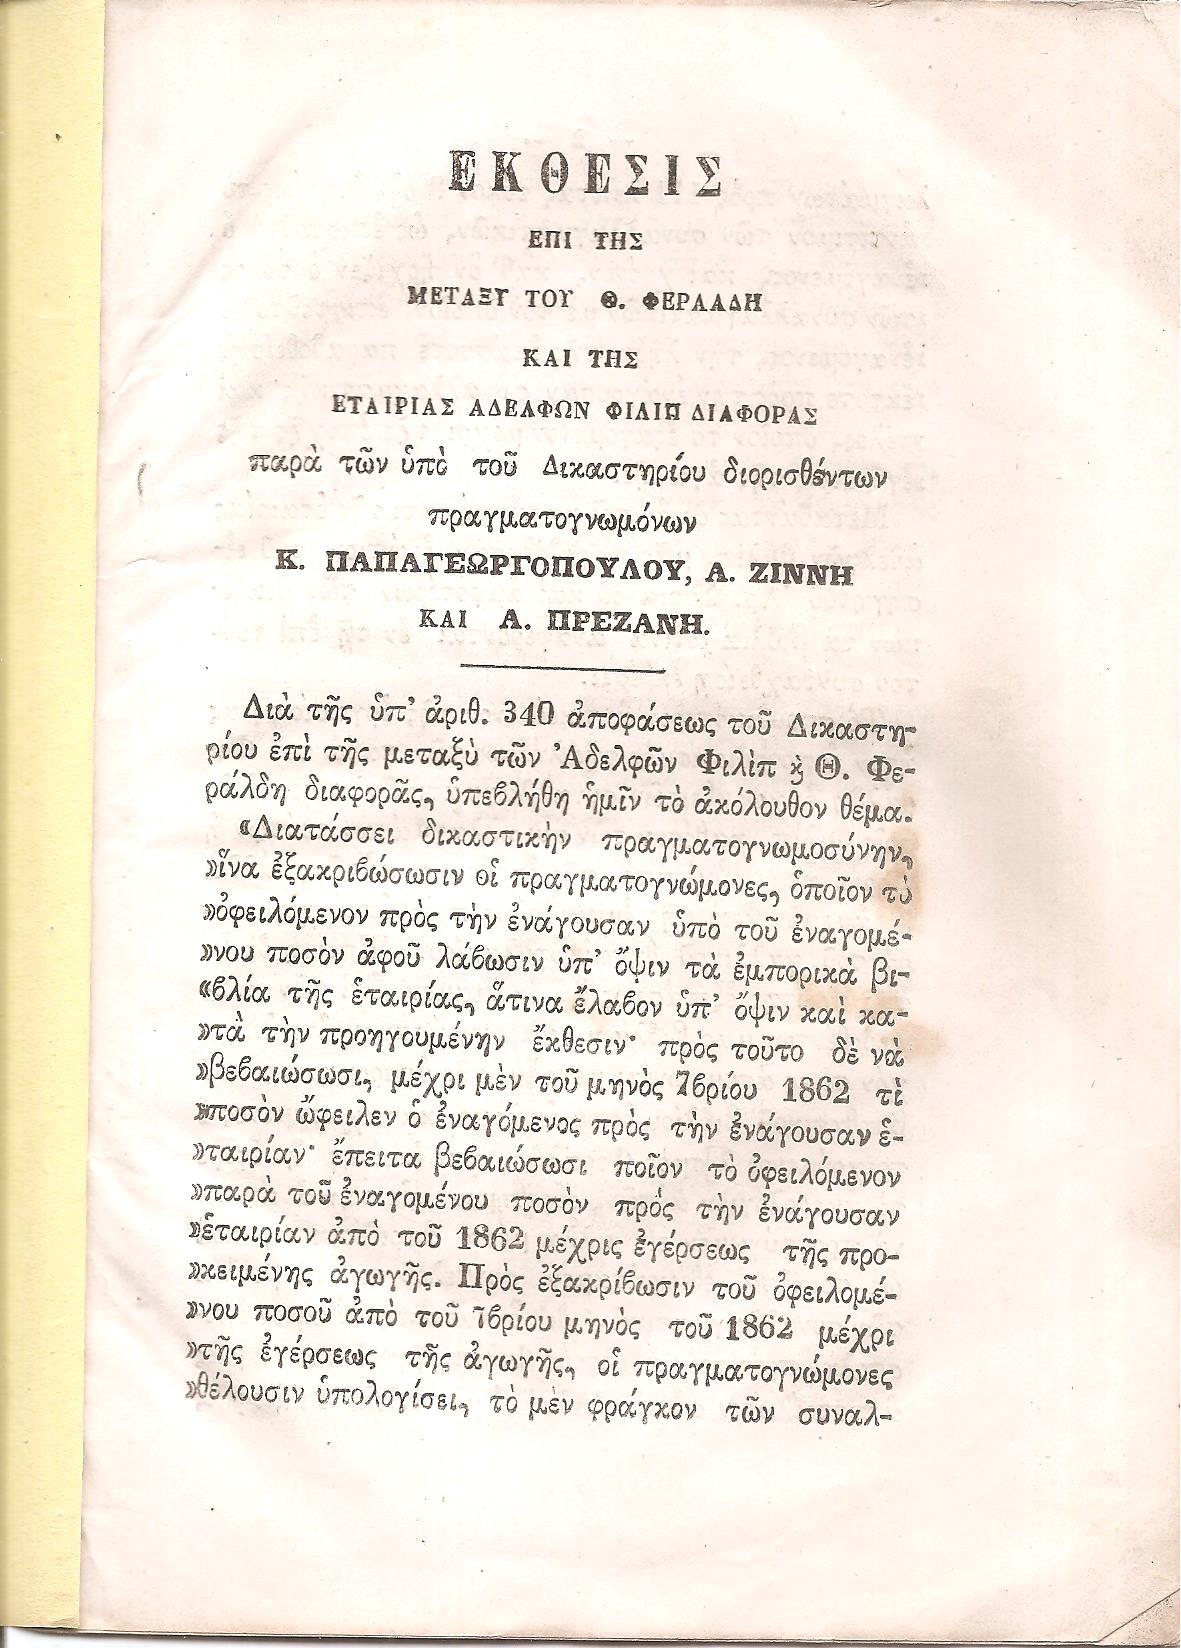 ΕΚΘΕΣΙΣ
ΕΠΙ ΤΗΣ
ΜΕΤΑΞΥ ΤΟΥ Θ. ΦΕΡΑΛΔΗ
ΚΑΙ ΤΗΣ
ΕΤΑΙΡΙΑΣ ΑΔΕΛΦΩΝ ΦΙΛΙΠ ΔΙΑΦΟΡΑΣ
παρὰ τῶν ὑπὸ τοῦ Δικαστηρίου διορισθέντων
πραγματογνωμόνων
Κ. ΠΑΠΑΓΕΩΡΓΟΠΟΥΛΟΥ, Α. ΖΙΝΝΗ
ΚΑΙ Α. ΠΡΕΖΑΝΗ.
Διὰ τῆς ὑπ' ἀριθ. 340 ἀποφάσεως τοῦ Δικαστη-
ρίου ἐπὶ τῆς μεταξὺ τῶν Ἀδελφῶν Φιλὶπ ϗ Θ. Φε-
ράλδη διαφορᾶς, ὑπεβλήθη ἡμῖν τὸ ἀκόλουθον θέμα.
«Διατάσσει δικαστικὴν πραγματογνωμοσύνην,
»ἵνα ἐξακριβώσωσιν οἱ πραγματογνώμονες, ὁποῖον τὸ
»ὀφειλόμενον πρὸς τὴν ἐνάγουσαν ὑπὸ τοῦ ἐναγομέ-
»νου ποσὸν ἀφοῦ λάβωσιν ὑπ' ὄψιν τὰ ἐμπορικὰ βι-
«βλία τῆς ἑταιρίας, ἅτινα ἔλαβον ὑπ' ὄψιν καὶ κα-
»τὰ τὴν προηγουμένην ἔκθεσιν· πρὸς τοῦτο δὲ νὰ
»βεβαιώσωσι, μέχρι μὲν τοῦ μηνὸς 7βρίου 1862 τὶ
»ποσὸν ὤφειλεν ὁ ἐναγόμενος πρὸς τὴν ἐνάγουσαν ἑ-
»ταιρίαν· ἔπειτα βεβαιώσωσι ποῖον τὸ ὀφειλόμενον
»παρὰ τοῦ ἐναγομένου ποσὸν πρὸς τὴν ἐνάγουσαν
»ἑταιρίαν ἀπὸ τοῦ 1862 μέχρις ἐγέρσεως τῆς προ-
»κειμένης ἀγωγῆς. Πρὸς ἐξακρίβωσιν τοῦ ὀφειλομέ-
»νου ποσοῦ ἀπὸ τοῦ 7βρίου μηνὸς τοῦ 1862 μέχρι
»τῆς ἐγέρσεως τῆς ἀγωγῆς, οἱ πραγματογνώμονες
»θέλουσιν ὑπολογίσει, τὸ μὲν φράγκον τῶν συναλ-